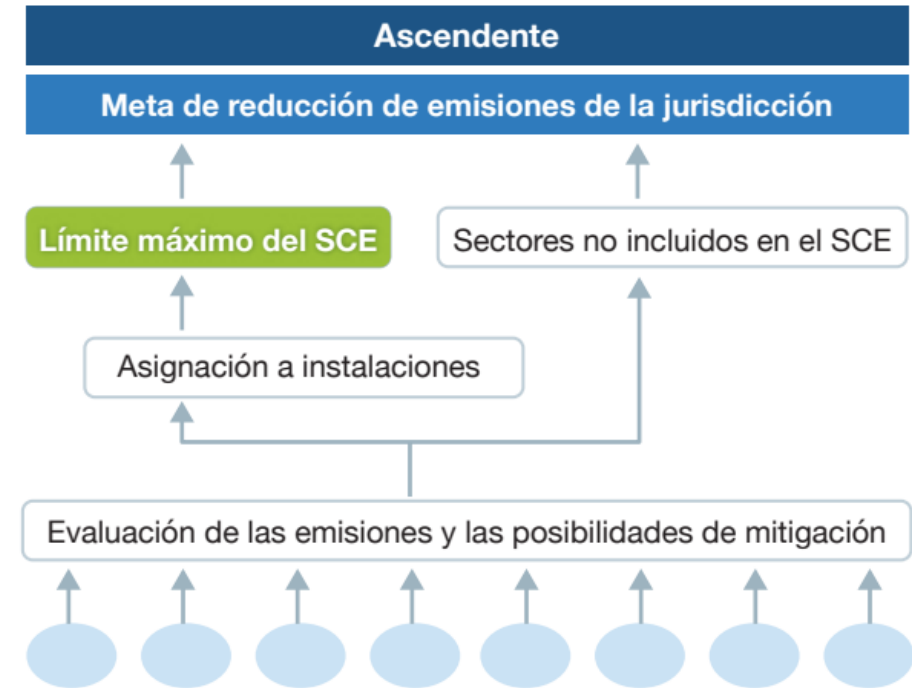 Ascendente
Meta de reducción de emisiones de la jurisdicción
Límite máximo del SCE
Sectores no incluidos en el SCE
Asignación a instalaciones
Evaluación de las emisiones y las posibilidades de mitigación